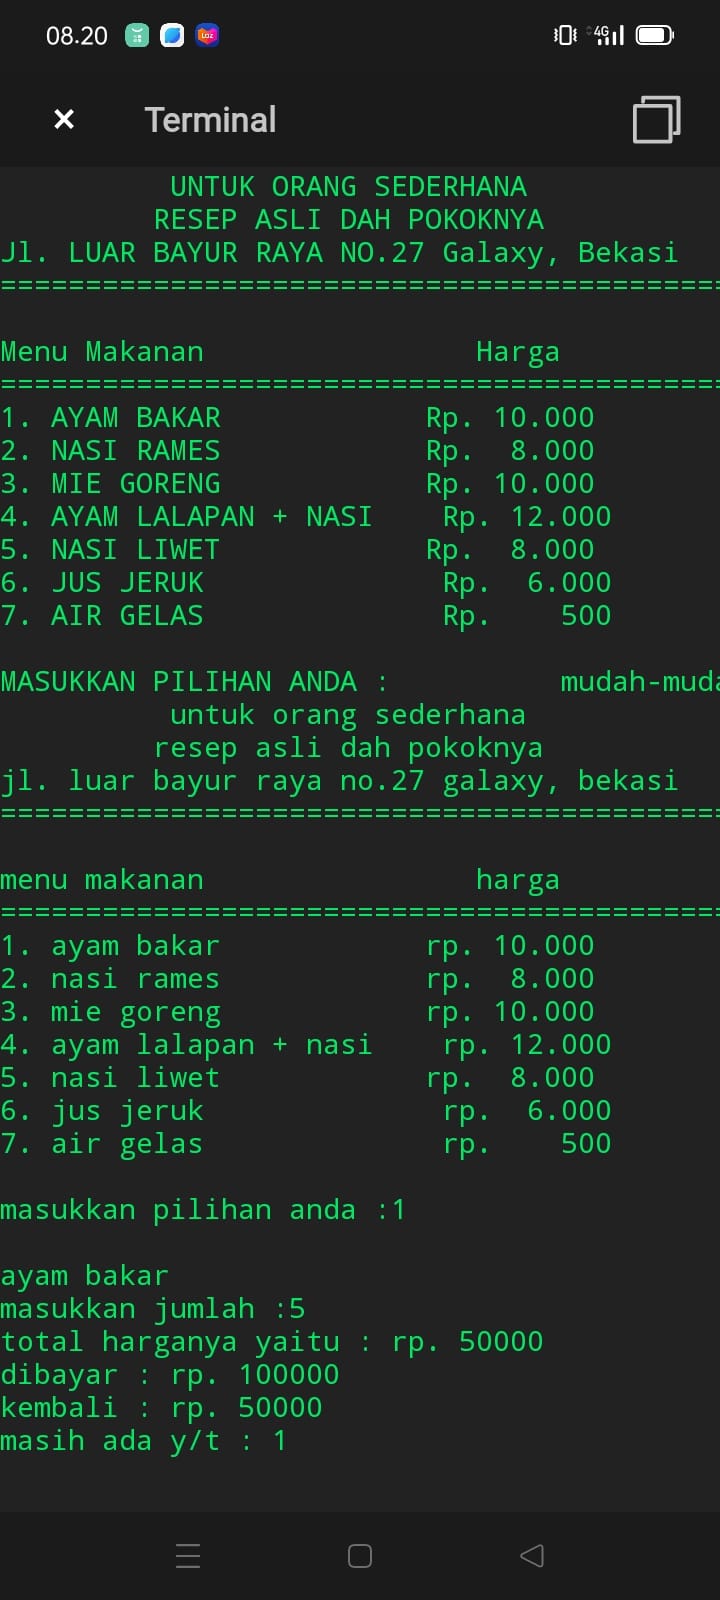 08.20
4G
LOZ
Terminal
UNTUK ORANG SEDERHANA
RESEP ASLI DAH POKOKNYA
Jl. LUAR BAYUR RAYA NO.27 Galaxy, Bekasi
===========================================
Menu Makanan Harga
===========================================
1. AYAM BAKAR Rp. 10.000
2. NASI RAMES Rp. 8.000
3. MIE GORENG Rp. 10.000
4. AYAM LALAPAN + NASI Rp. 12.000
5. NASI LIWET Rp. 8.000
6. JUS JERUK Rp. 6.000
7. AIR GELAS Rp. 500
MASUKKAN PILIHAN ANDA : mudah-muda
untuk orang sederhana
resep asli dah pokoknya
jl. luar bayur raya no.27 galaxy, bekasi
===========================================
menu makanan harga
===========================================
1. ayam bakar rp. 10.000
2. nasi rames rp. 8.000
3. mie goreng rp. 10.000
4. ayam lalapan + nasi rp. 12.000
5. nasi liwet rp. 8.000
6. jus jeruk rp. 6.000
7. air gelas rp. 500
masukkan pilihan anda :1
ayam bakar
masukkan jumlah :5
total harganya yaitu : rp. 50000
dibayar : rp. 100000
kembali : rp. 50000
masih ada y/t : 1